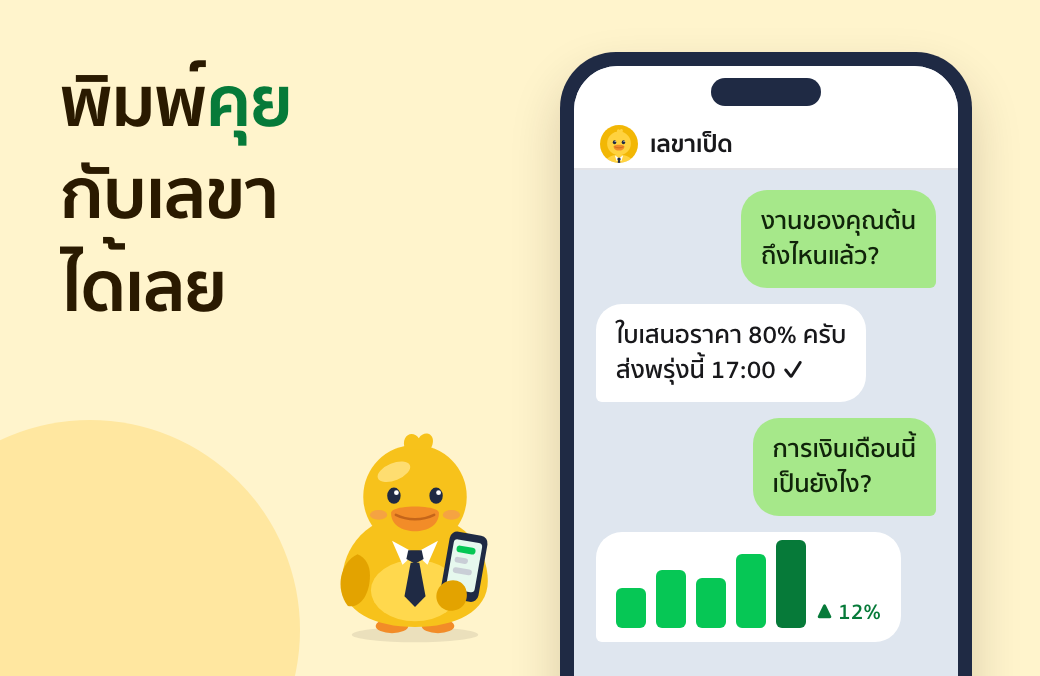 พิมพ์คุย
กับเลขา
ได้เลย
เลขาเป็ด
งานของคุณต้น
ถึงไหนแล้ว?
ใบเสนอราคา 80% ครับ
ส่งพรุ่งนี้ 17:00 ✓
การเงินเดือนนี้
เป็นยังไง?
▲ 12%